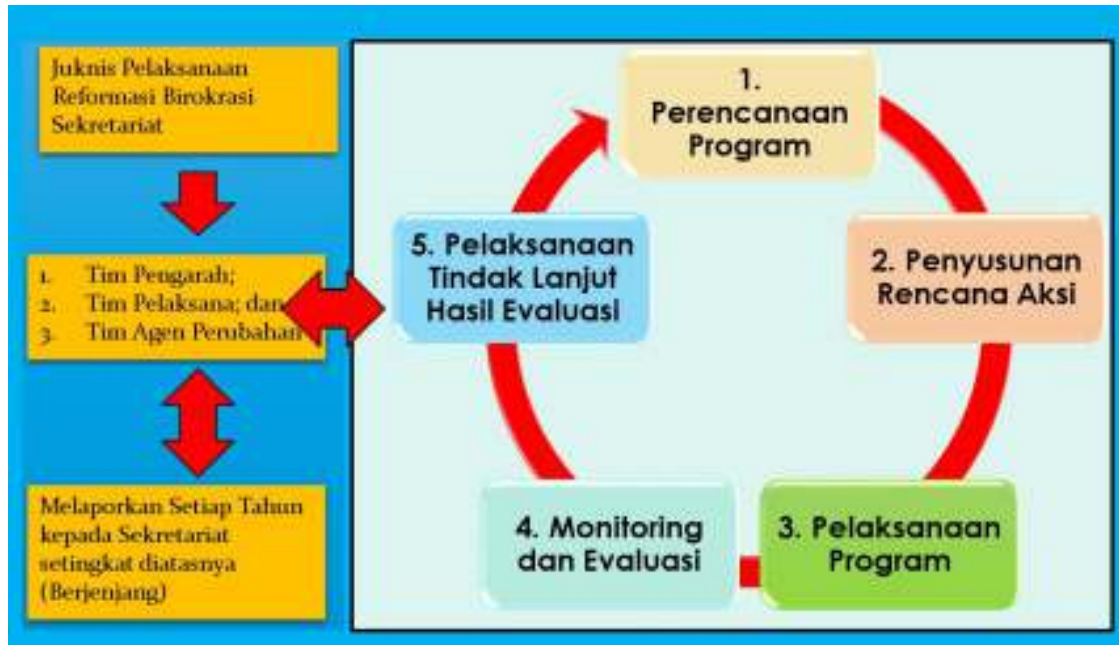 Juknis Pelaksanaan
Reformasi Birokrasi
Sekretariat
1. Tim Pengarah;
2. Tim Pelaksana; dan
3. Tim Agen Perubahan
Melaporkan Setiap Tahun
kepada Sekretariat
setingkat diatasnya
(Berjenjang)
1.
Perencanaan
Program
2. Penyusunan
Rencana Aksi
3. Pelaksanaan
Program
4. Monitoring
dan Evaluasi
5. Pelaksanaan
Tindak Lanjut
Hasil Evaluasi